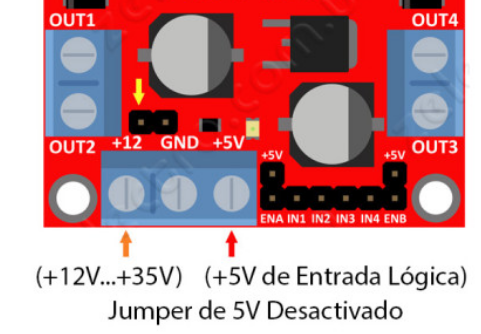 OUT1 OUT4
OUT2 +12 GND +5V OUT3
+5V +5V
ENA IN1 IN2 IN3 IN4 ENB
(+12V...+35V) (+5V de Entrada Lógica)
Jumper de 5V Desactivado